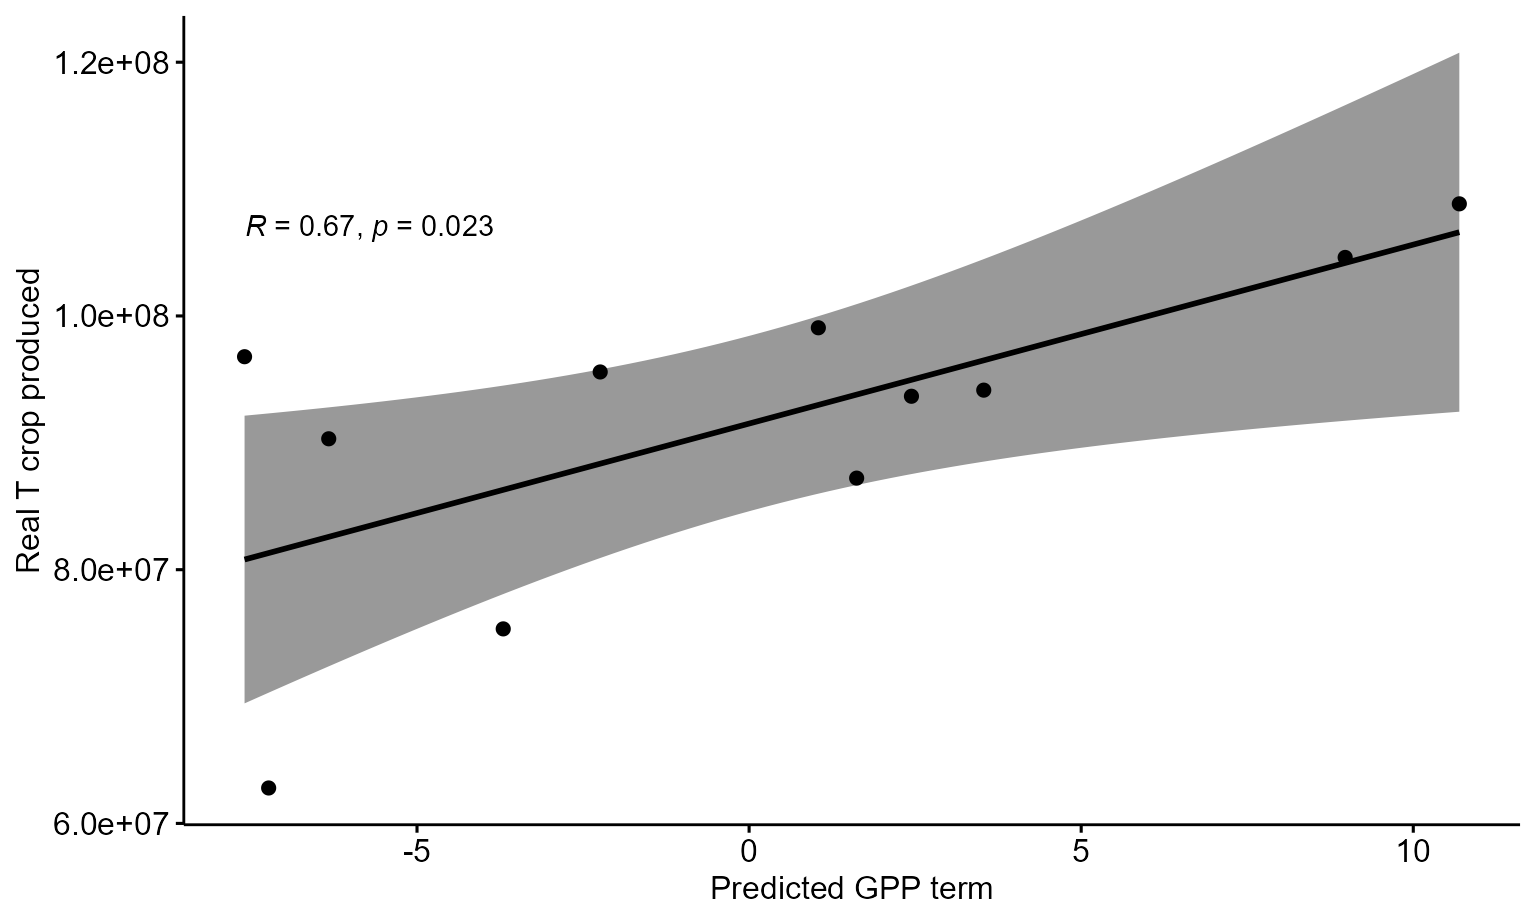 1.2e+08
R = 0.67, p = 0.023
1.0e+08
Real T crop produced
8.0e+07
6.0e+07
-5 0 5 10
Predicted GPP term